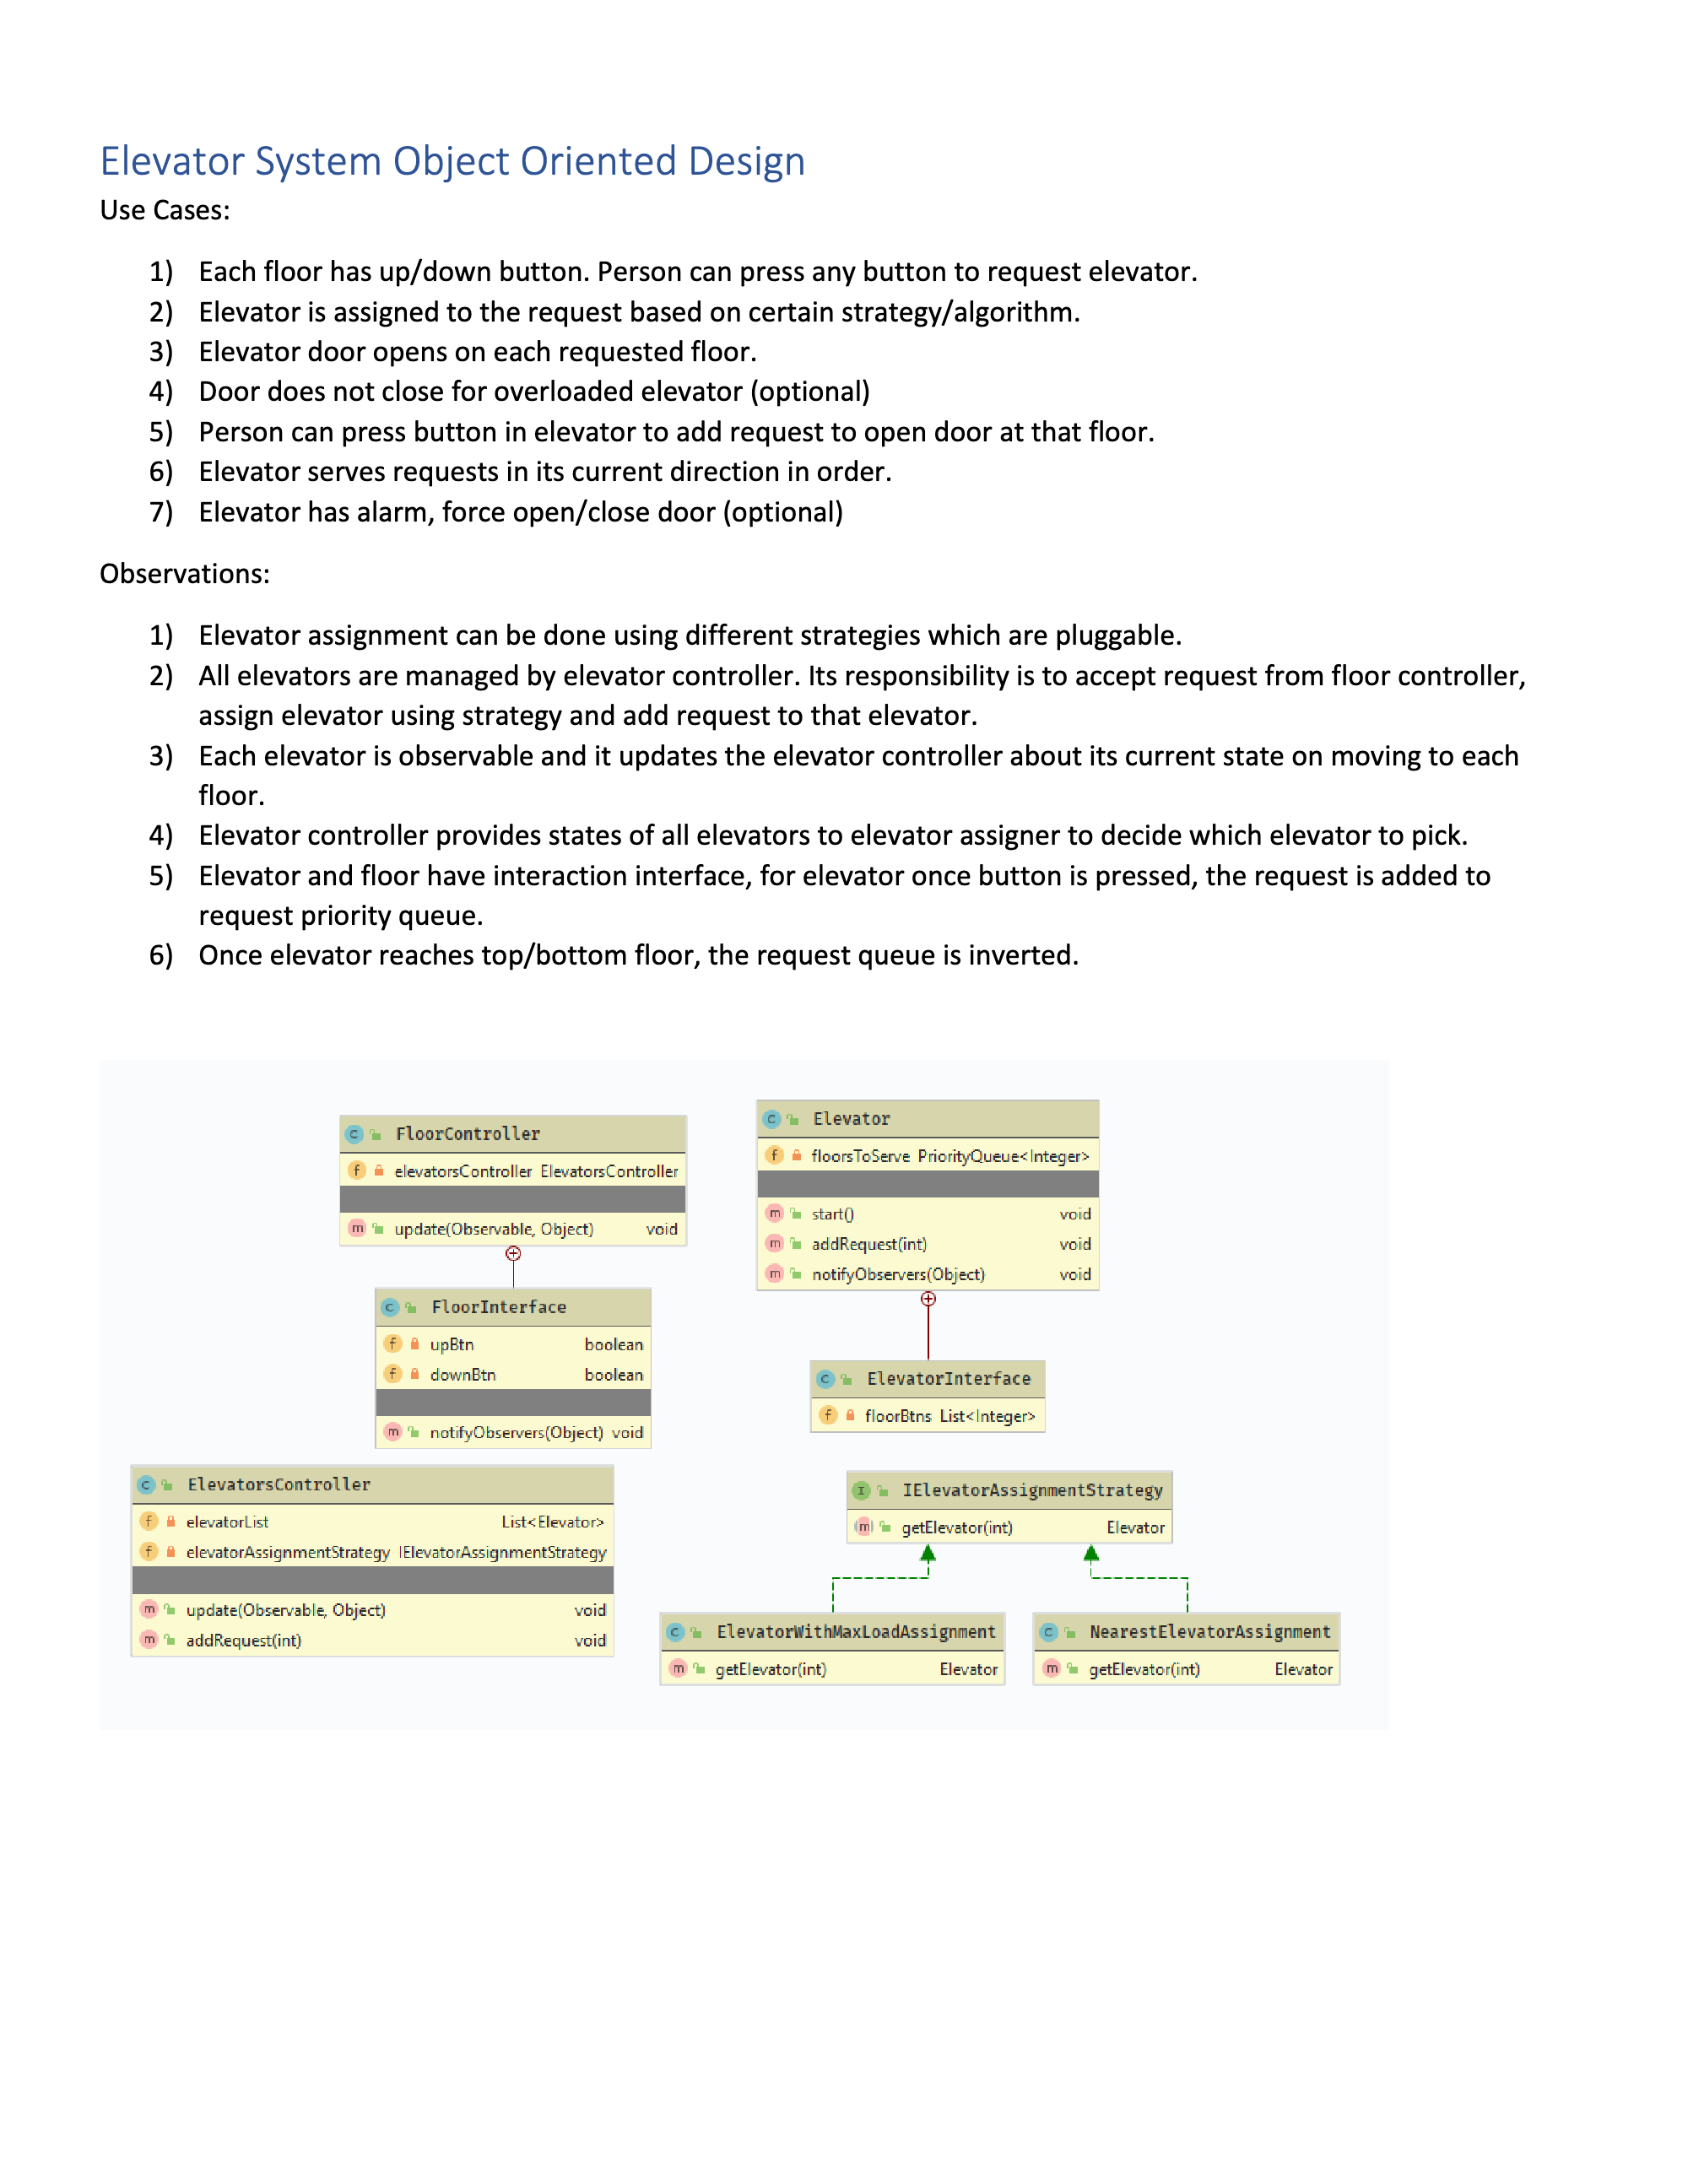 Elevator System Object Oriented Design
Use Cases:
1) Each floor has up/down button. Person can press any button to request elevator.
2) Elevator is assigned to the request based on certain strategy/algorithm.
3) Elevator door opens on each requested floor.
4) Door does not close for overloaded elevator (optional)
5) Person can press button in elevator to add request to open door at that floor.
6) Elevator serves requests in its current direction in order.
7) Elevator has alarm, force open/close door (optional)
Observations:
1) Elevator assignment can be done using different strategies which are pluggable.
2) All elevators are managed by elevator controller. Its responsibility is to accept request from floor controller,
assign elevator using strategy and add request to that elevator.
3) Each elevator is observable and it updates the elevator controller about its current state on moving to each
floor.
4) Elevator controller provides states of all elevators to elevator assigner to decide which elevator to pick.
5) Elevator and floor have interaction interface, for elevator once button is pressed, the request is added to
request priority queue.
6) Once elevator reaches top/bottom floor, the request queue is inverted.
C FloorController
f elevatorsController ElevatorsController
m update(Observable, Object) void
C FloorInterface
f upBtn boolean
f downBtn boolean
m notifyObservers(Object) void
C Elevator
f floorsToServe PriorityQueue<Integer>
m start() void
m addRequest(int) void
m notifyObservers(Object) void
C ElevatorInterface
f floorBtns List<Integer>
C ElevatorsController
f elevatorList List<Elevator>
f elevatorAssignmentStrategy IElevatorAssignmentStrategy
m update(Observable, Object) void
m addRequest(int) void
I IElevatorAssignmentStrategy
m getElevator(int) Elevator
C ElevatorWithMaxLoadAssignment
m getElevator(int) Elevator
C NearestElevatorAssignment
m getElevator(int) Elevator